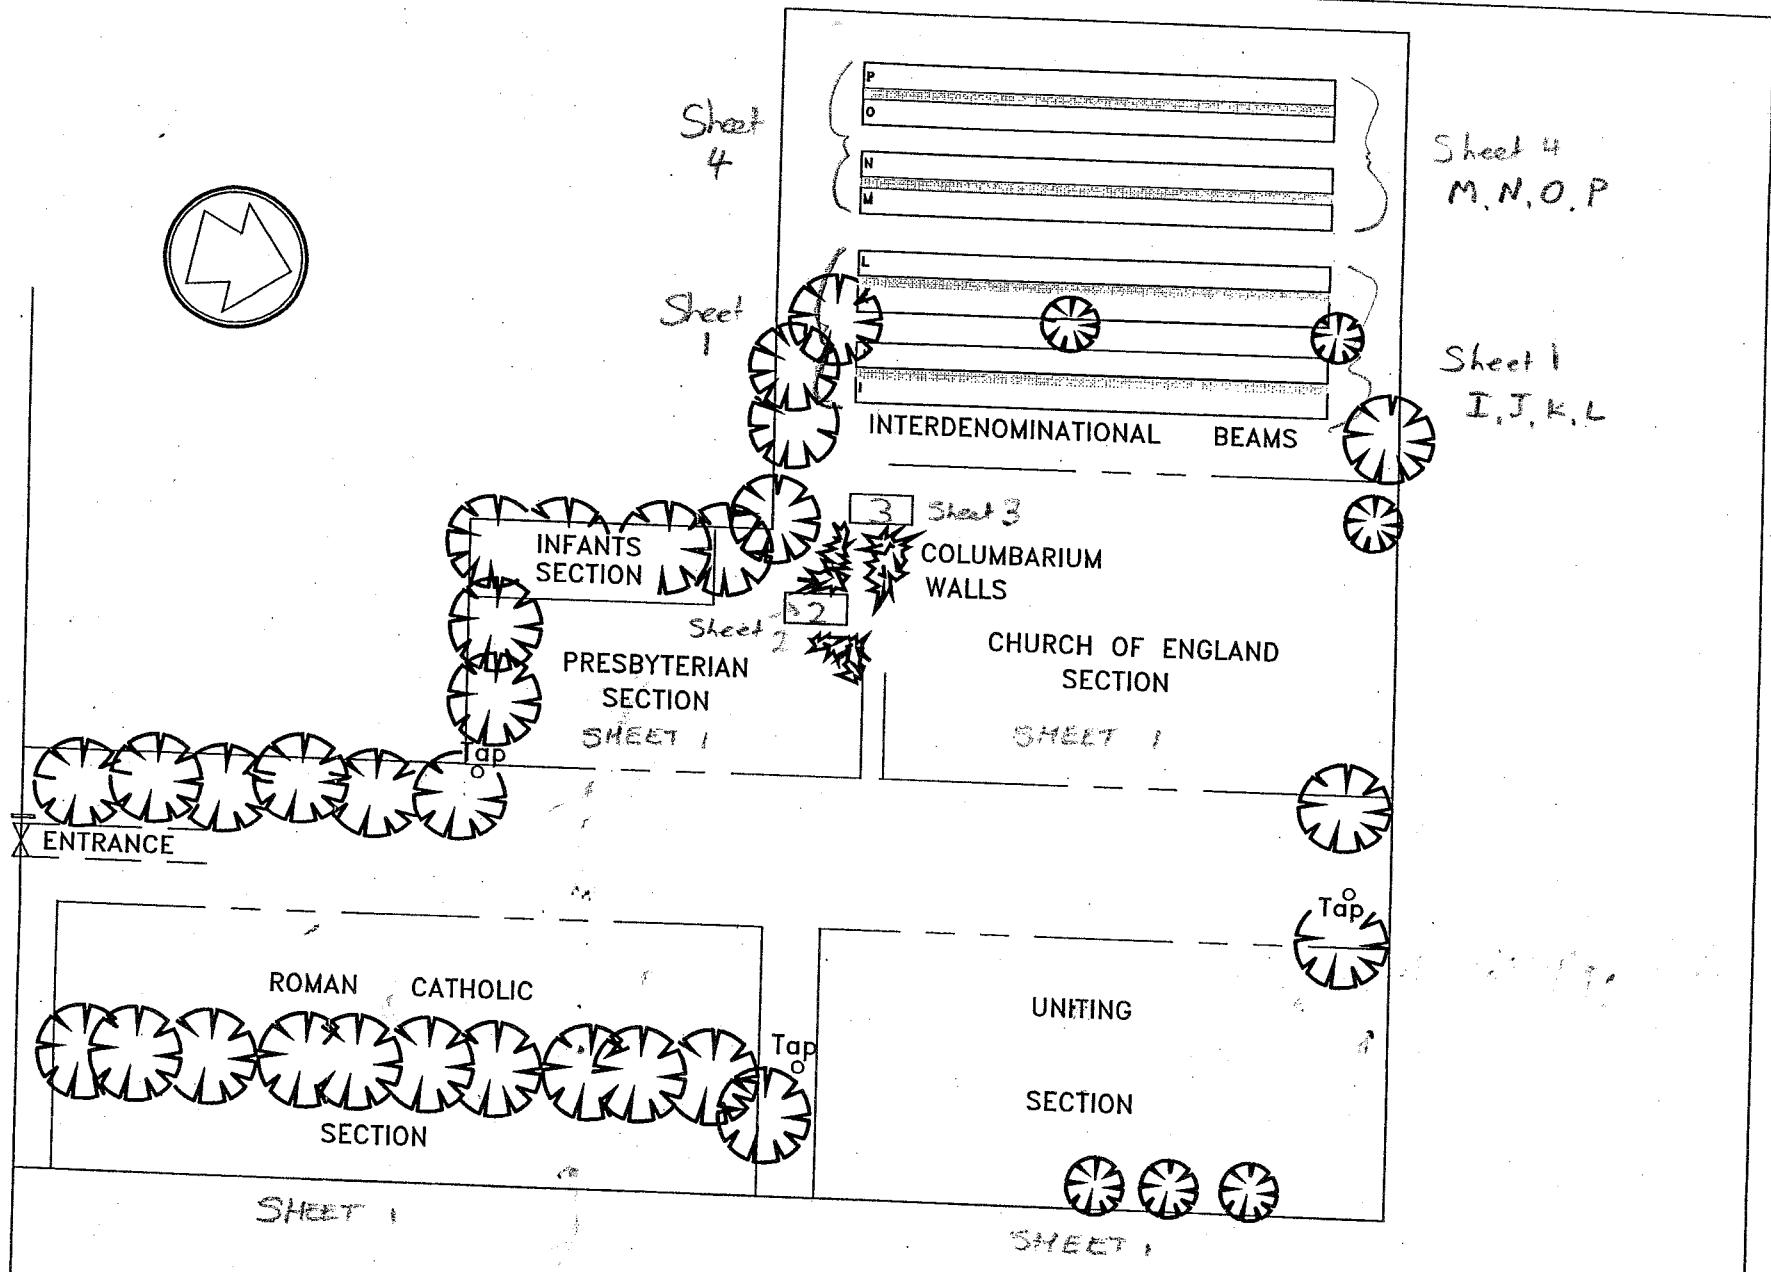 P
O
N
M
L
I
Sheet
4
Sheet 4
M, N, O, P
Sheet
1
Sheet 1
I, J, K, L
INTERDENOMINATIONAL BEAMS
3
Sheet 3
COLUMBARIUM
WALLS
INFANTS
SECTION
2
Sheet
2
PRESBYTERIAN
SECTION
SHEET 1
CHURCH OF ENGLAND
SECTION
SHEET 1
Tap
ENTRANCE
Tap
ROMAN CATHOLIC
SECTION
SHEET 1
Tap
UNITING
SECTION
SHEET 1